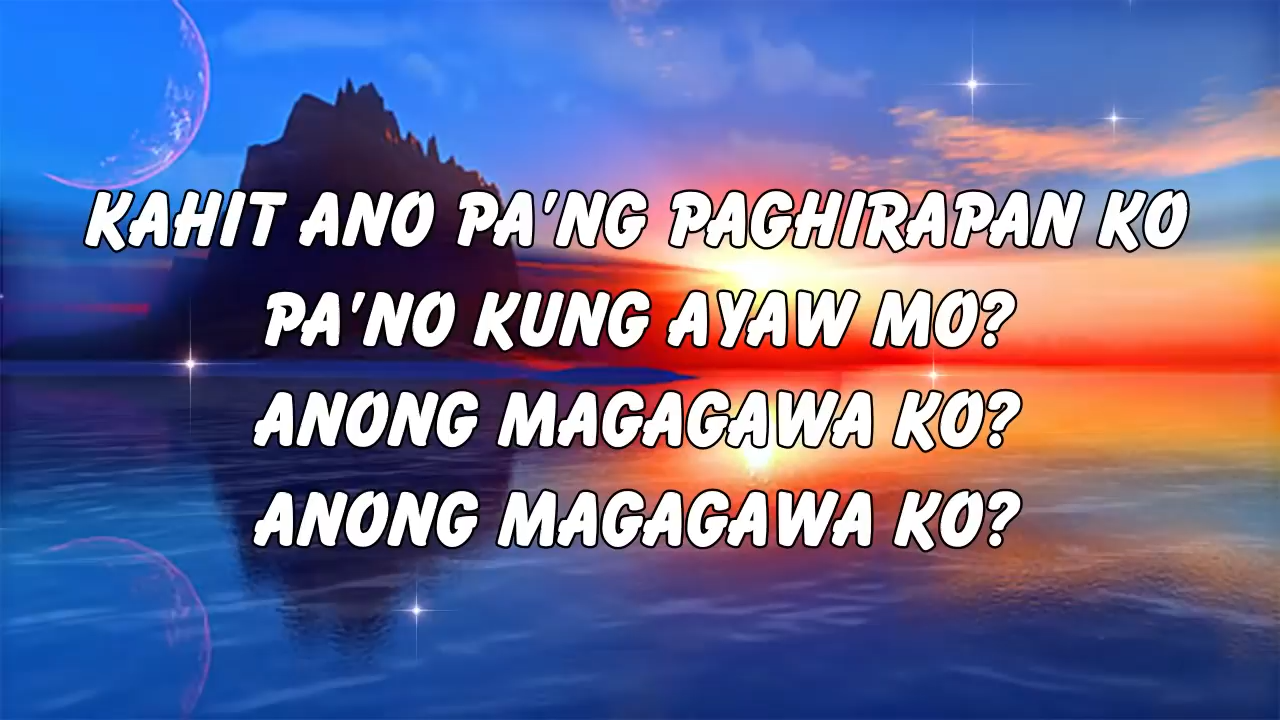 KAHIT ANO PA'NG PAGHIRAPAN KO
PA'NO KUNG AYAW MO?
ANONG MAGAGAWA KO?
ANONG MAGAGAWA KO?